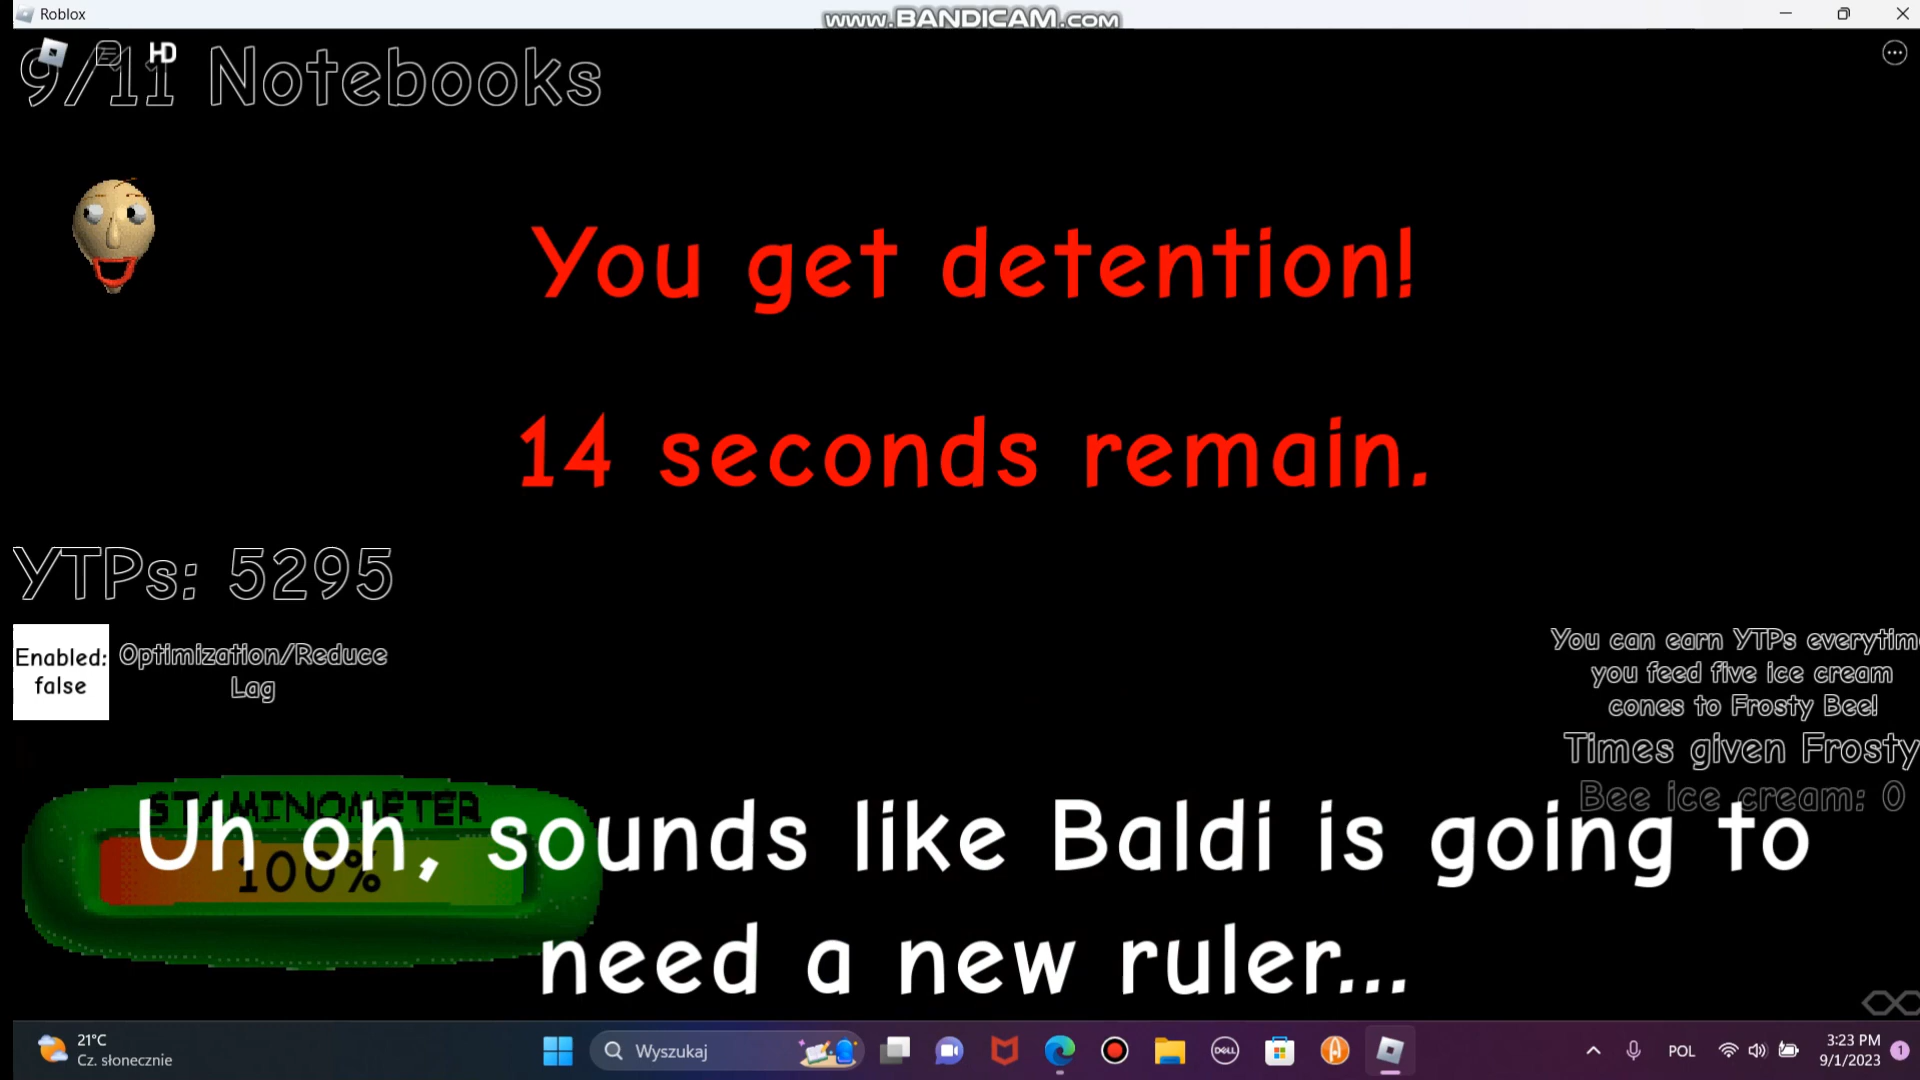 Roblox
www.BANDICAM.com
HD
9/11 Notebooks
You get detention!
14 seconds remain.
YTPs: 5295
Enabled:
false
Optimization/Reduce
Lag
You can earn YTPs everytime
you feed five ice cream
cones to Frosty Bee!
Times given Frosty
Bee ice cream: 0
STAMINOMETER
100%
Uh oh, sounds like Baldi is going to
need a new ruler...
21°C
Cz. słonecznie
Wyszukaj
DELL
POL
3:23 PM
9/1/2023
1